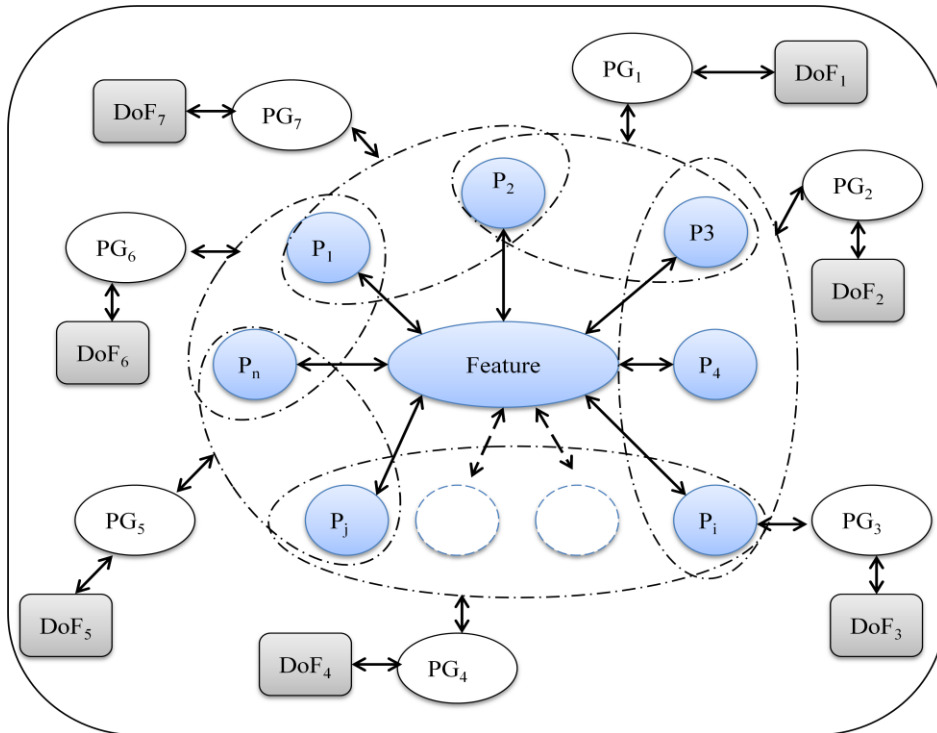 PG₁
DoF₁
DoF₇
PG₇
P₂
PG₂
P₁
P3
PG₆
DoF₂
DoF₆
Pₙ
Feature
P₄
PG₅
Pⱼ
Pᵢ
PG₃
DoF₅
DoF₃
DoF₄
PG₄